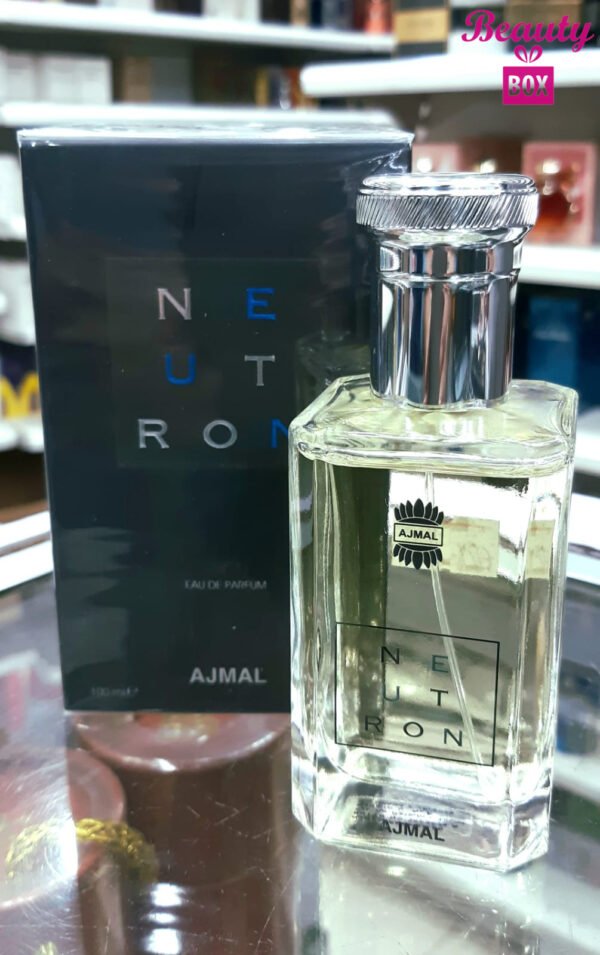 Beauty
BOX
N E
U T
R O N
EAU DE PARFUM
AJMAL
100 ml ℮
AJMAL
N E
U T
R O N
AJMAL